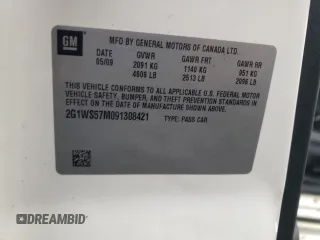 GM
MFD BY GENERAL MOTORS OF CANADA LTD.
DATE GVWR GAWR FRT GAWR RR
05/09 2091 KG 1140 KG 951 KG
4609 LB 2513 LB 2096 LB
THIS VEHICLE CONFORMS TO ALL APPLICABLE U.S. FEDERAL MOTOR
VEHICLE SAFETY, BUMPER, AND THEFT PREVENTION STANDARDS IN EFFECT
ON THE DATE OF MANUFACTURE SHOWN ABOVE.
2G1WS57M091308421 TYPE: PASS CAR
DREAMBID